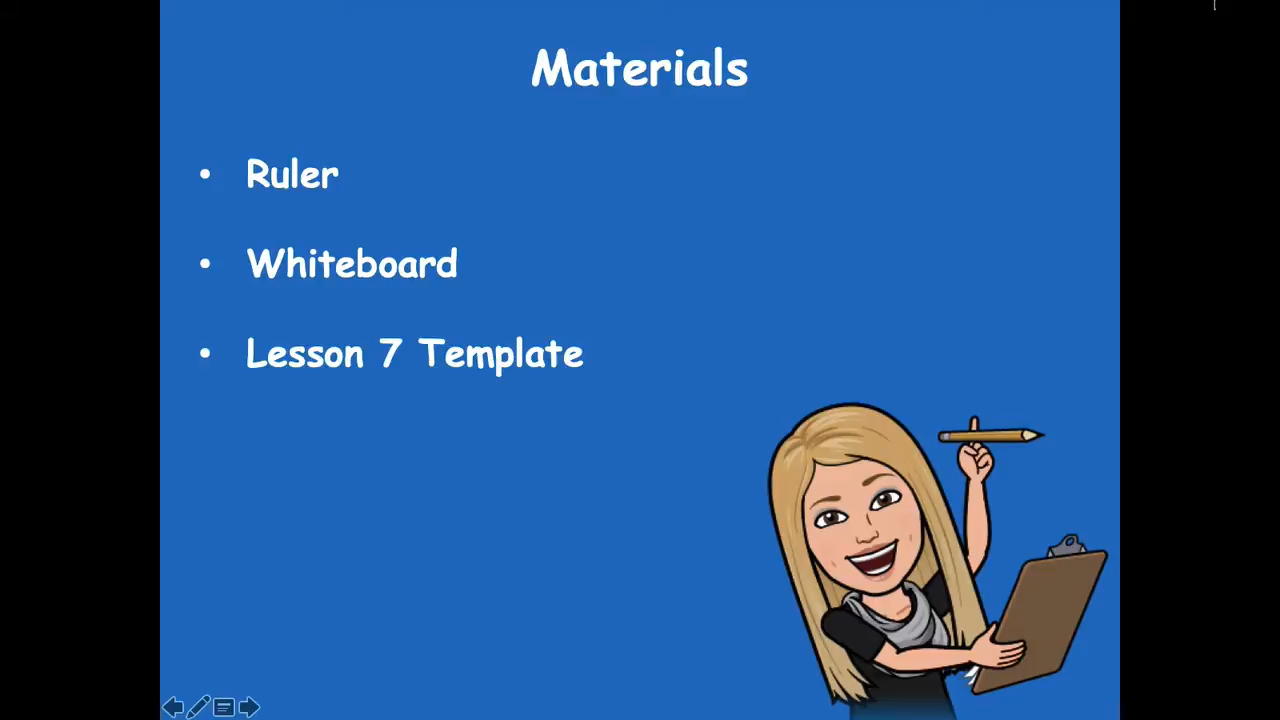 Materials
• Ruler
• Whiteboard
• Lesson 7 Template